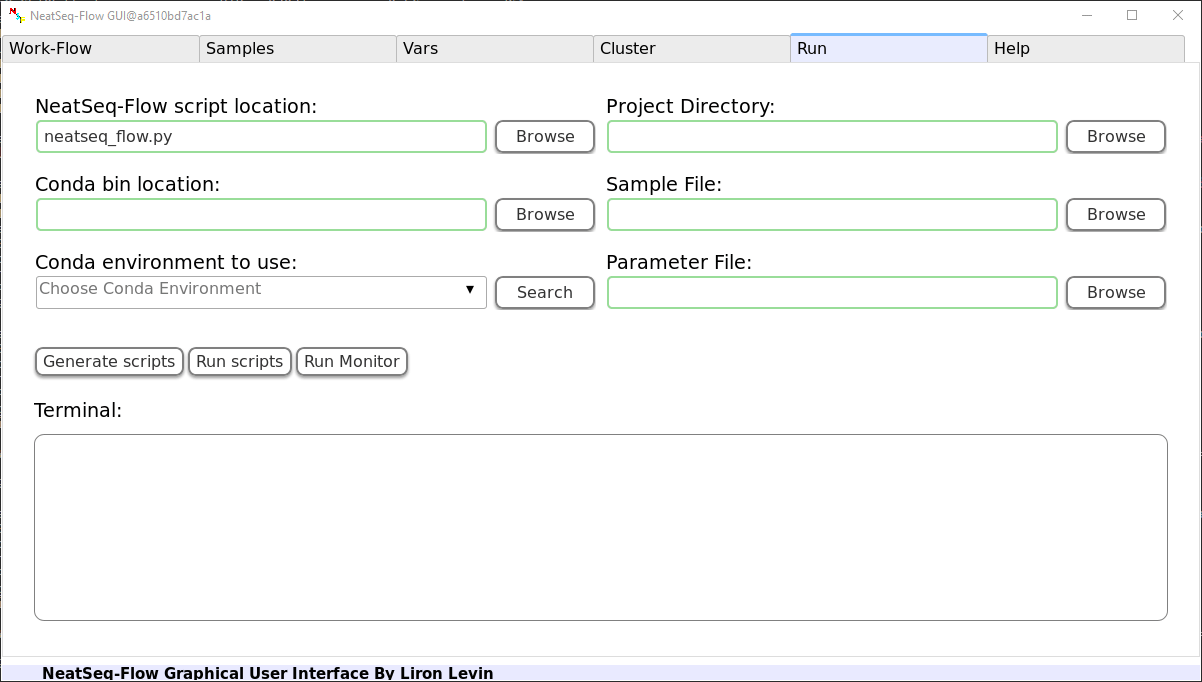 NeatSeq-Flow GUI@a6510bd7ac1a
Work-Flow Samples Vars Cluster Run Help
NeatSeq-Flow script location: Project Directory:
neatseq_flow.py Browse Browse
Conda bin location: Sample File:
Browse Browse
Conda environment to use: Parameter File:
Choose Conda Environment Search Browse
Generate scripts Run scripts Run Monitor
Terminal:
NeatSeq-Flow Graphical User Interface By Liron Levin